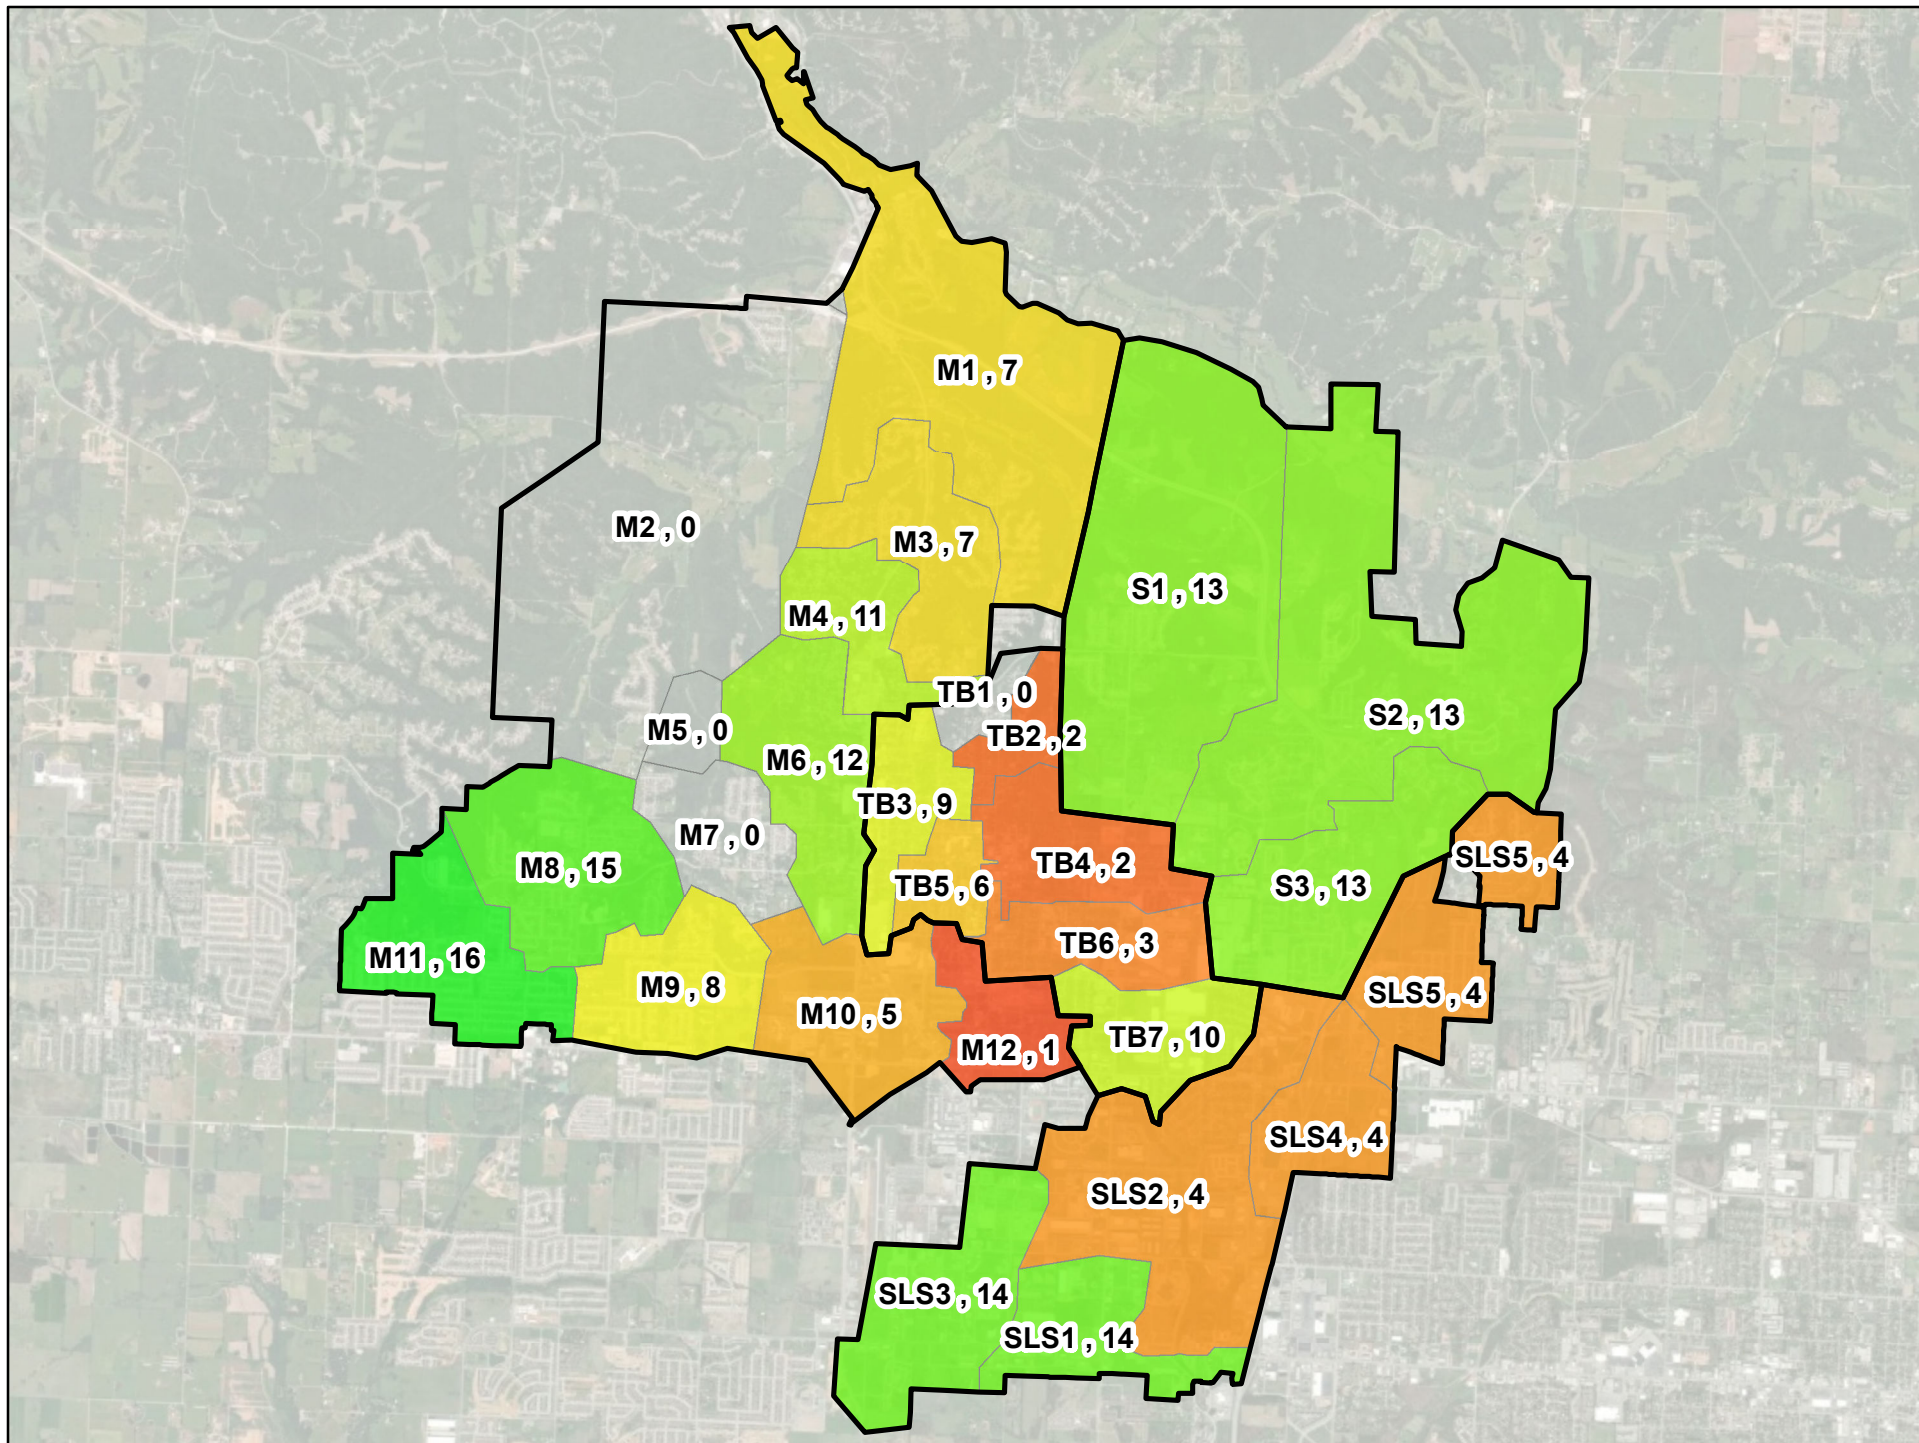 M1 , 7
M2 , 0
M3 , 7
S1 , 13
M4 , 11
TB1 , 0
S2 , 13
M5 , 0
TB2 , 2
M6 , 12
TB3 , 9
M7 , 0
SLS5 , 4
TB4 , 2
M8 , 15
TB5 , 6
S3 , 13
TB6 , 3
M11 , 16
M9 , 8
SLS5 , 4
M10 , 5
TB7 , 10
M12 , 1
SLS4 , 4
SLS2 , 4
SLS3 , 14
SLS1 , 14